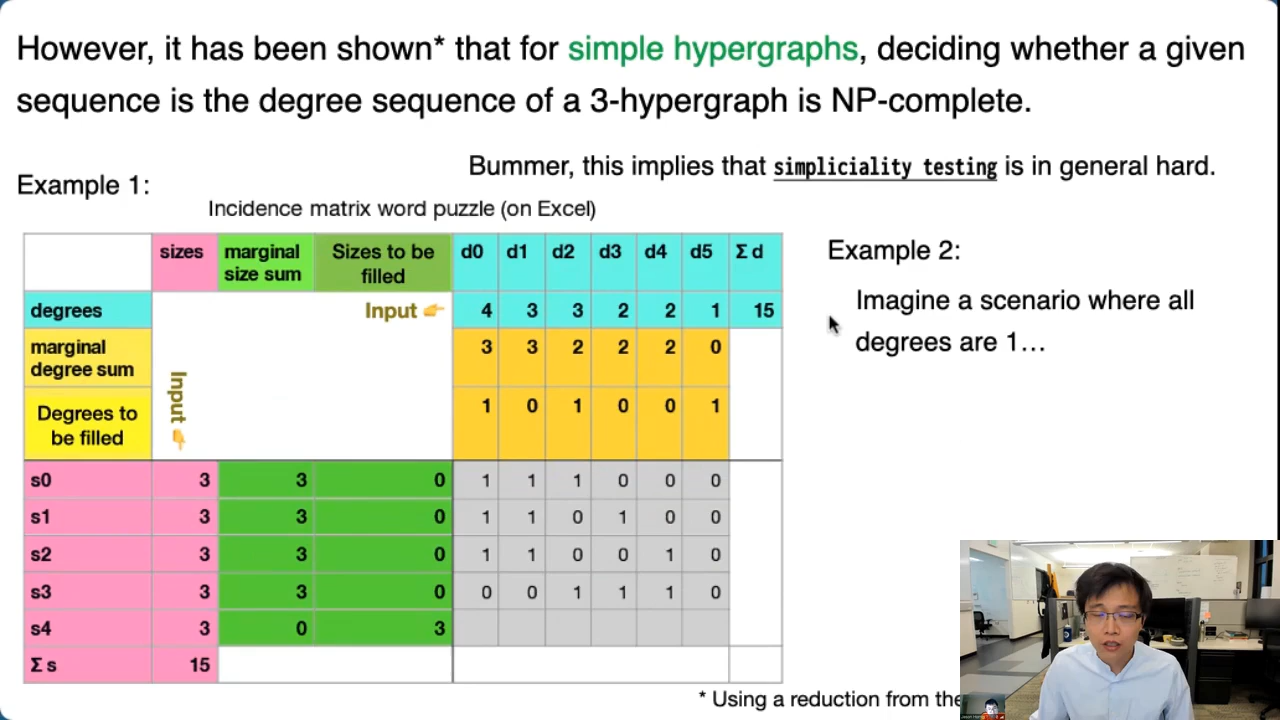 However, it has been shown* that for simple hypergraphs, deciding whether a given
sequence is the degree sequence of a 3-hypergraph is NP-complete.
Bummer, this implies that simpliciality testing is in general hard.
Example 1:
Incidence matrix word puzzle (on Excel)
sizes marginal size sum Sizes to be filled d0 d1 d2 d3 d4 d5 Σ d
degrees Input 4 3 3 2 2 1 15
marginal degree sum 3 3 2 2 2 0
Degrees to be filled Input 1 0 1 0 0 1
s0 3 3 0 1 1 1 0 0 0
s1 3 3 0 1 1 0 1 0 0
s2 3 3 0 1 1 0 0 1 0
s3 3 3 0 0 0 1 1 1 0
s4 3 0 3
Σ s 15
Example 2:
Imagine a scenario where all
degrees are 1…
* Using a reduction from the